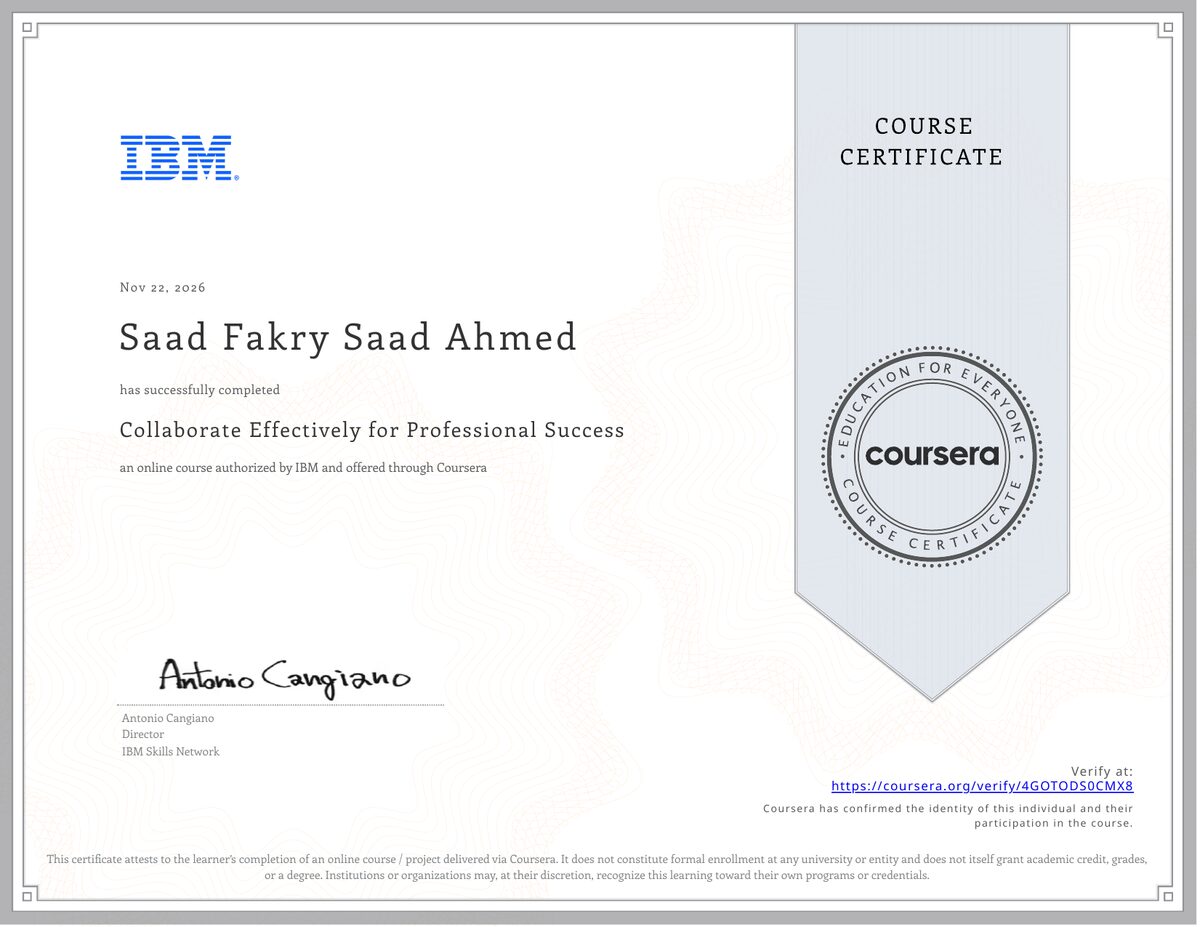 IBM®
COURSE
CERTIFICATE
Nov 22, 2026
Saad Fakry Saad Ahmed
has successfully completed
Collaborate Effectively for Professional Success
an online course authorized by IBM and offered through Coursera
EDUCATION FOR EVERYONE
coursera
COURSE CERTIFICATE
Antonio Cangiano
Antonio Cangiano
Director
IBM Skills Network
Verify at:
https://coursera.org/verify/4GOTODS0CMX8
Coursera has confirmed the identity of this individual and their
participation in the course.
This certificate attests to the learner's completion of an online course / project delivered via Coursera. It does not constitute formal enrollment at any university or entity and does not itself grant academic credit, grades,
or a degree. Institutions or organizations may, at their discretion, recognize this learning toward their own programs or credentials.